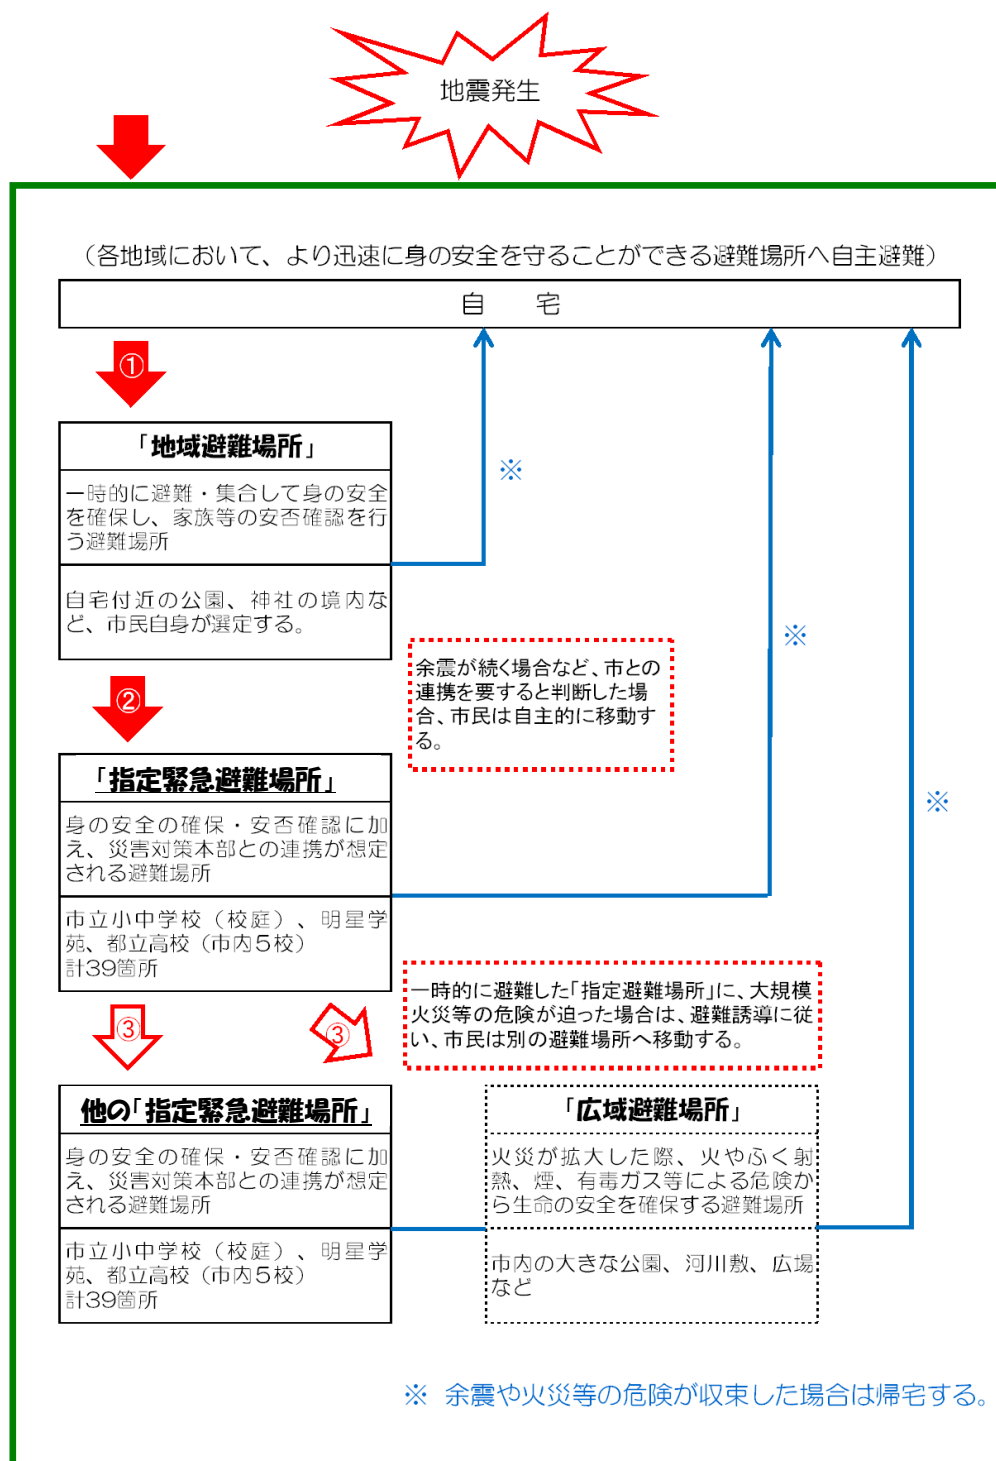 地震発生
（各地域において、より迅速に身の安全を守ることができる避難場所へ自主避難）
自　宅
①
「地域避難場所」
一時的に避難・集合して身の安全
を確保し、家族等の安否確認を行
う避難場所
自宅付近の公園、神社の境内な
ど、市民自身が選定する。
※
※
※
余震が続く場合など、市との
連携を要すると判断した場
合、市民は自主的に移動す
る。
②
「指定緊急避難場所」
身の安全の確保・安否確認に加
え、災害対策本部との連携が想定
される避難場所
市立小中学校（校庭）、明星学
苑、都立高校（市内5校）
計39箇所
一時的に避難した「指定避難場所」に、大規模
火災等の危険が迫った場合は、避難誘導に従
い、市民は別の避難場所へ移動する。
③
③
他の「指定緊急避難場所」
身の安全の確保・安否確認に加
え、災害対策本部との連携が想定
される避難場所
市立小中学校（校庭）、明星学
苑、都立高校（市内5校）
計39箇所
「広域避難場所」
火災が拡大した際、火やふく射
熱、煙、有毒ガス等による危険か
ら生命の安全を確保する避難場所
市内の大きな公園、河川敷、広場
など
※ 余震や火災等の危険が収束した場合は帰宅する。